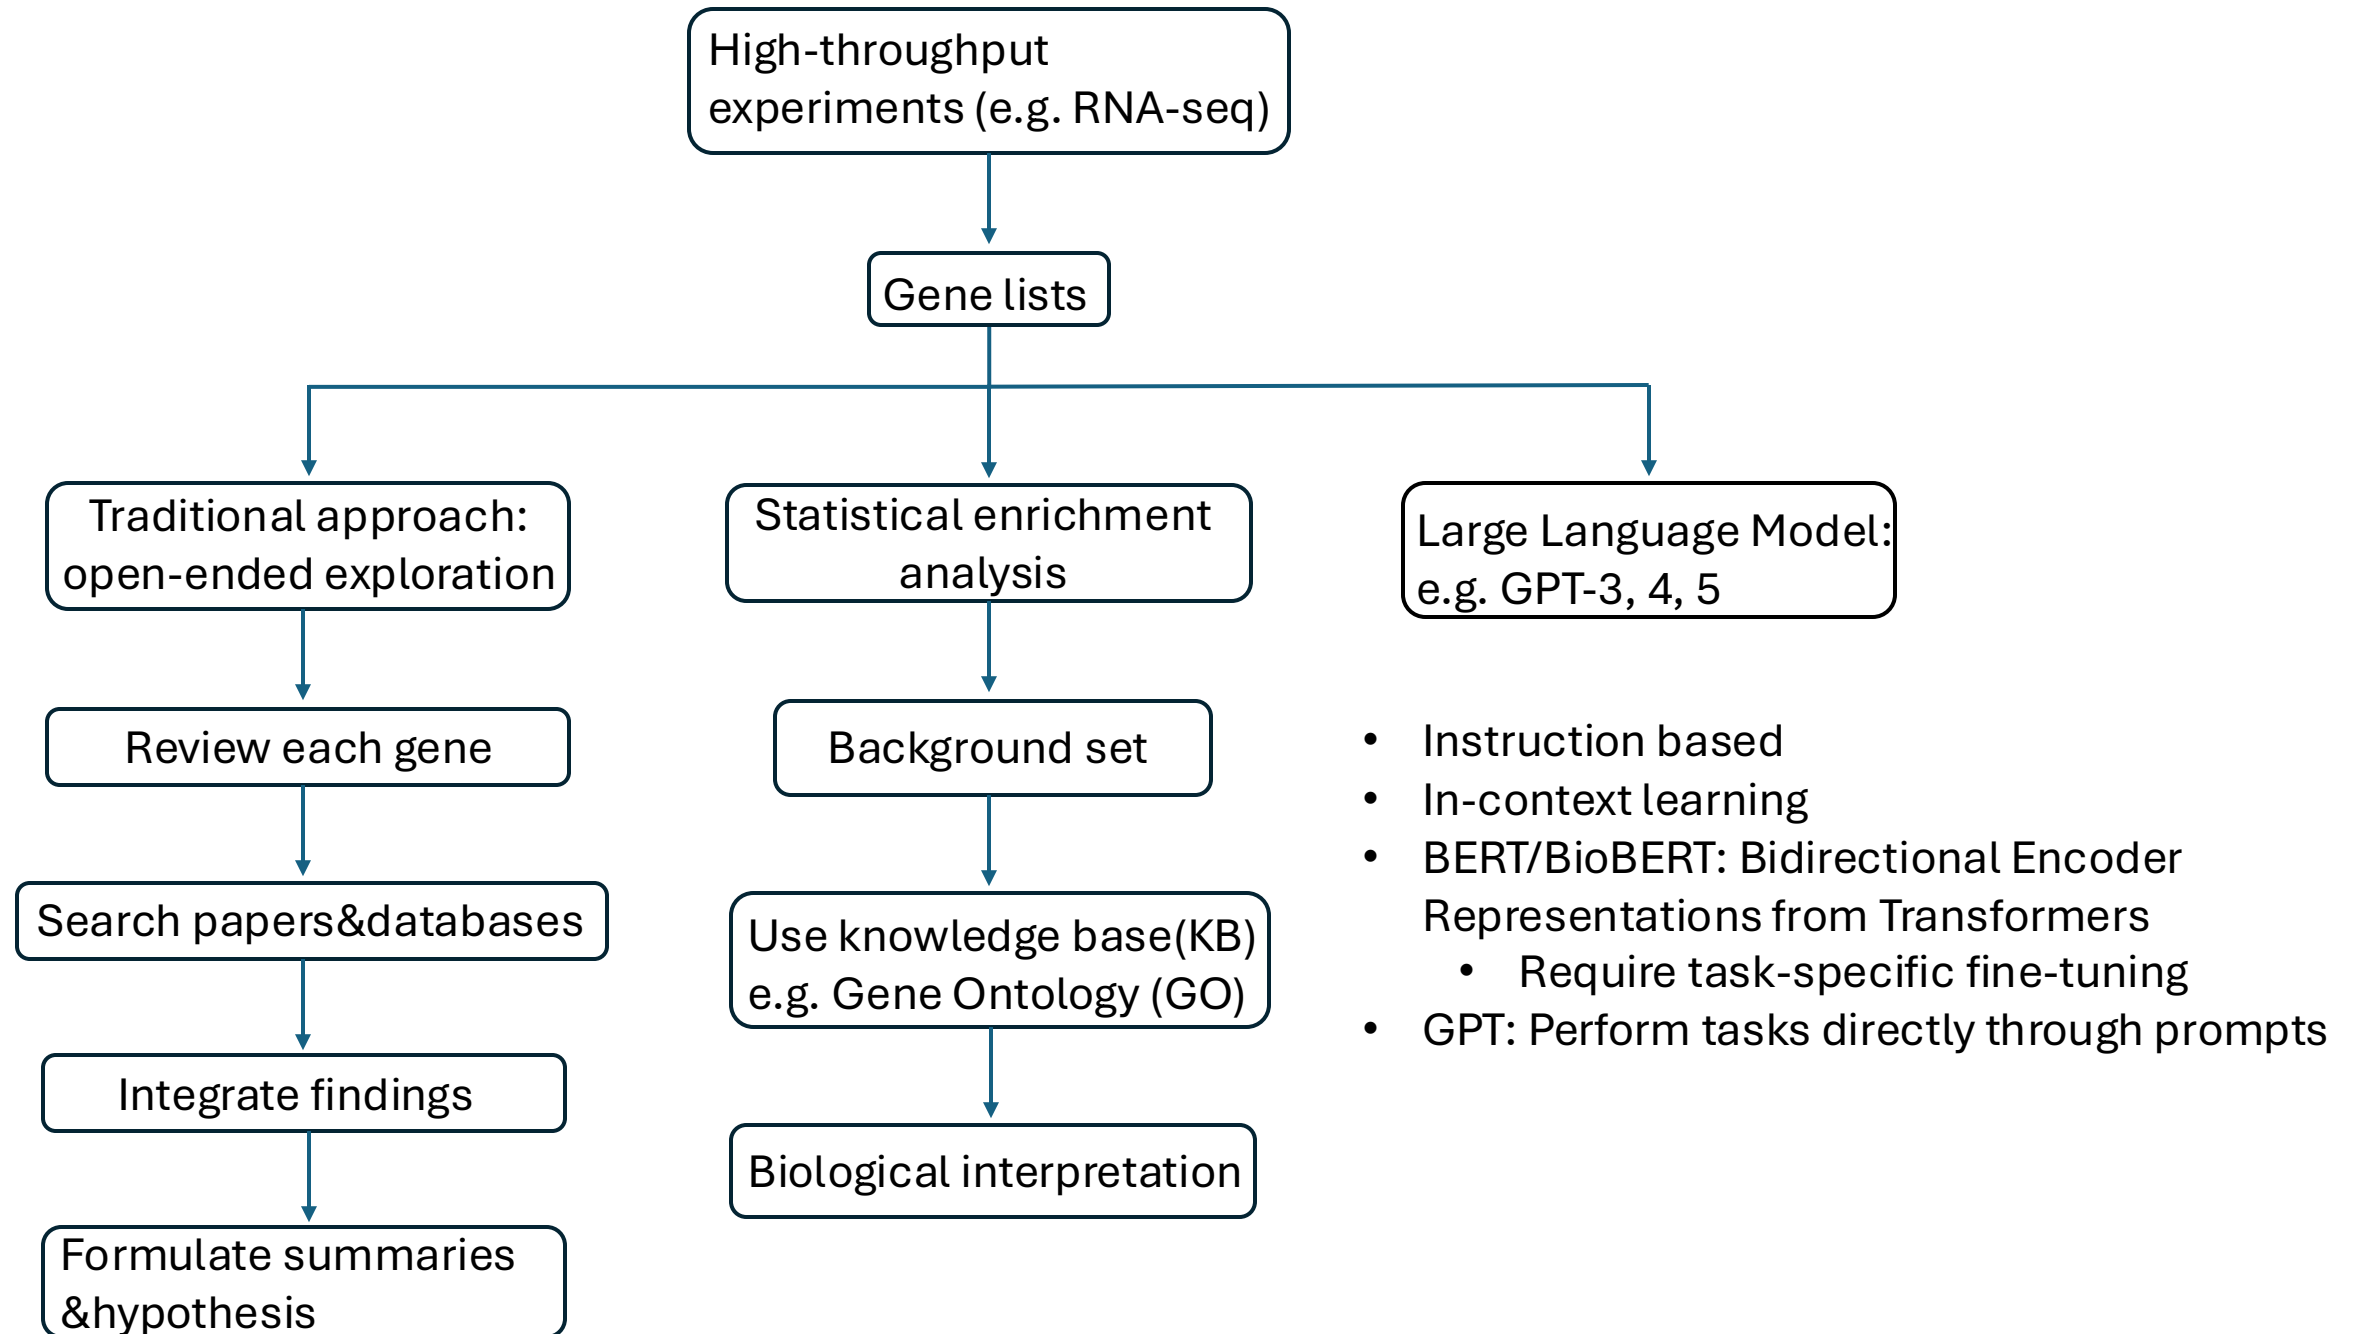 High-throughput
experiments (e.g. RNA-seq)
Gene lists
Traditional approach:
open-ended exploration
Review each gene
Search papers&databases
Integrate findings
Formulate summaries
&hypothesis
Statistical enrichment
analysis
Background set
Use knowledge base(KB)
e.g. Gene Ontology (GO)
Biological interpretation
Large Language Model:
e.g. GPT-3, 4, 5
• Instruction based
• In-context learning
• BERT/BioBERT: Bidirectional Encoder
Representations from Transformers
• Require task-specific fine-tuning
• GPT: Perform tasks directly through prompts